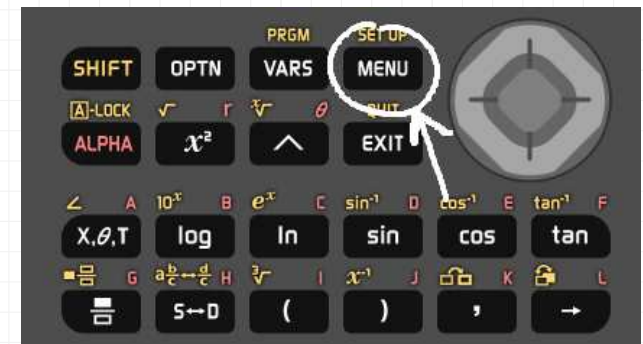 PRGM SET UP
SHIFT OPTN VARS MENU
A-LOCK √ r ˣ√ θ QUIT
ALPHA x² ^ EXIT
∠ A 10ˣ B eˣ C sin⁻¹ D cos⁻¹ E tan⁻¹ F
X,θ,T log ln sin cos tan
G a b/c ↔ d/c H ³√ I x⁻¹ J K L
S↔D ( ) , →